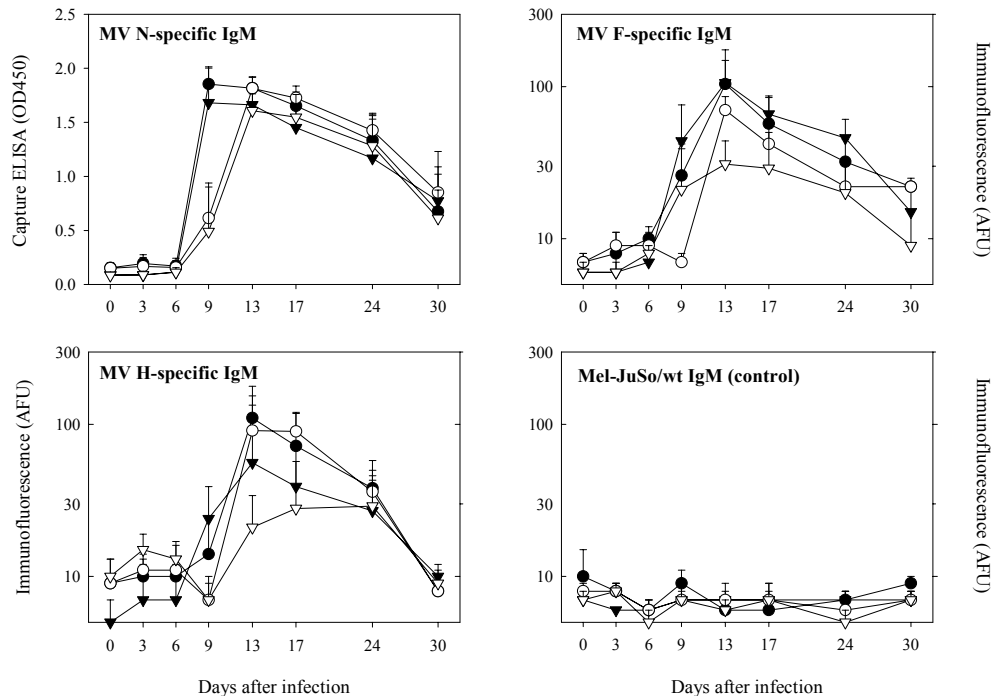 MV N-specific IgM
Capture ELISA (OD450)
2.5
2.0
1.5
1.0
0.5
0.0
0 3 6 9 13 17 24 30
MV F-specific IgM
Immunofluorescence (AFU)
300
100
30
10
0 3 6 9 13 17 24 30
MV H-specific IgM
Immunofluorescence (AFU)
300
100
30
10
0 3 6 9 13 17 24 30
Days after infection
Mel-JuSo/wt IgM (control)
Immunofluorescence (AFU)
300
100
30
10
0 3 6 9 13 17 24 30
Days after infection